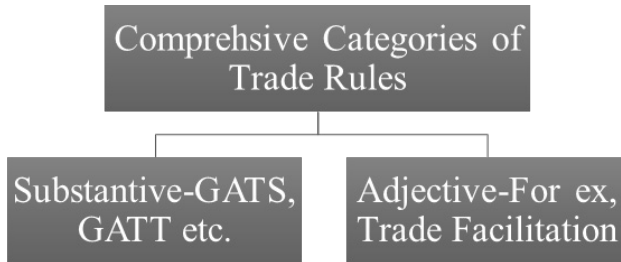 Comprehsive Categories of
Trade Rules
Substantive-GATS,
GATT etc.
Adjective-For ex,
Trade Facilitation